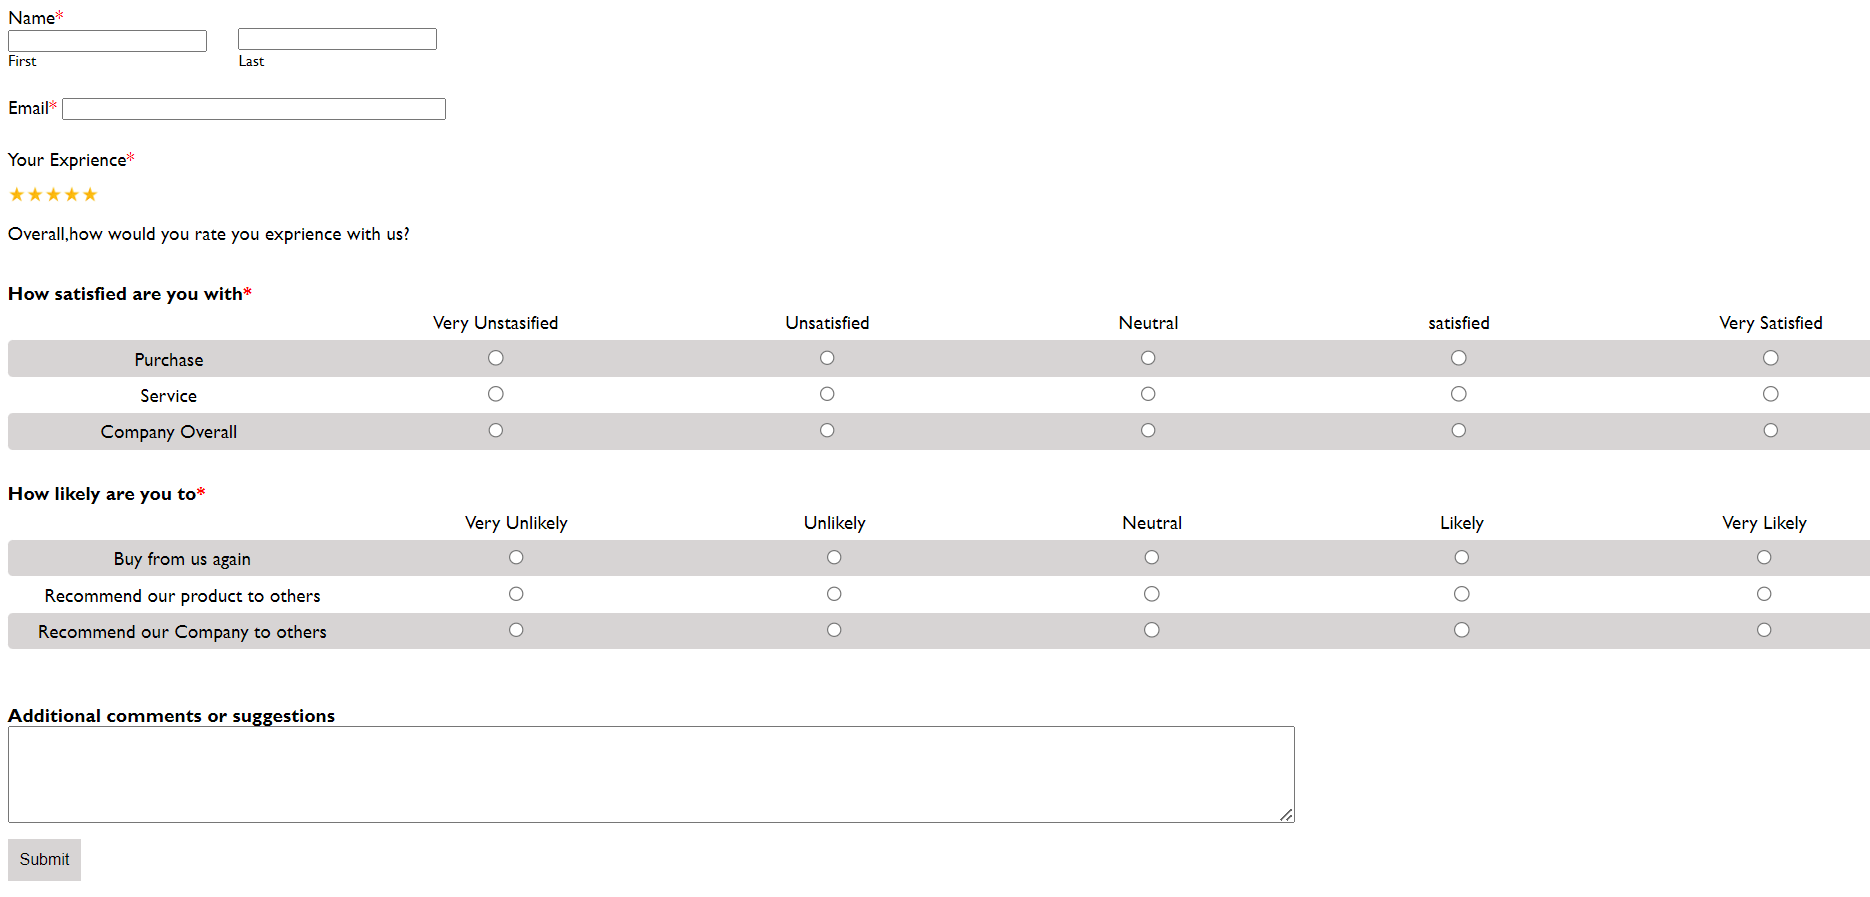 Name*
First Last
Email*
Your Exprience*
★★★★★
Overall,how would you rate you exprience with us?
How satisfied are you with*
Very Unstasified Unsatisfied Neutral satisfied Very Satisfied
Purchase
Service
Company Overall
How likely are you to*
Very Unlikely Unlikely Neutral Likely Very Likely
Buy from us again
Recommend our product to others
Recommend our Company to others
Additional comments or suggestions
Submit